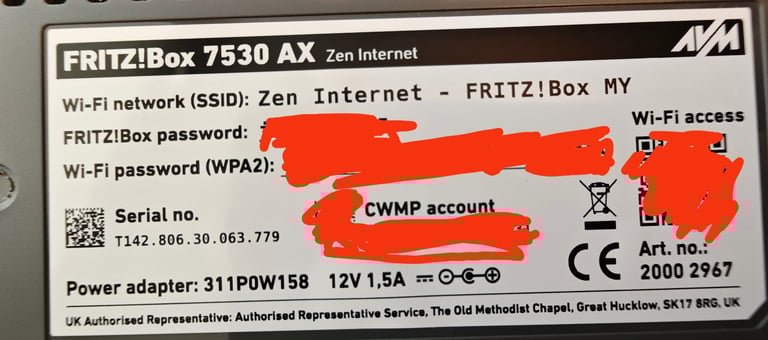 FRITZ!Box 7530 AX Zen Internet
AVM
Wi-Fi network (SSID): Zen Internet - FRITZ!Box MY
Wi-Fi access
FRITZ!Box password:
Wi-Fi password (WPA2):
Serial no.
T142.806.30.063.779
CWMP account
CE
Art. no.:
2000 2967
Power adapter: 311P0W158 12V 1,5A
UK Authorised Representative: Authorised Representative Service, The Old Methodist Chapel, Great Hucklow, SK17 8RG, UK